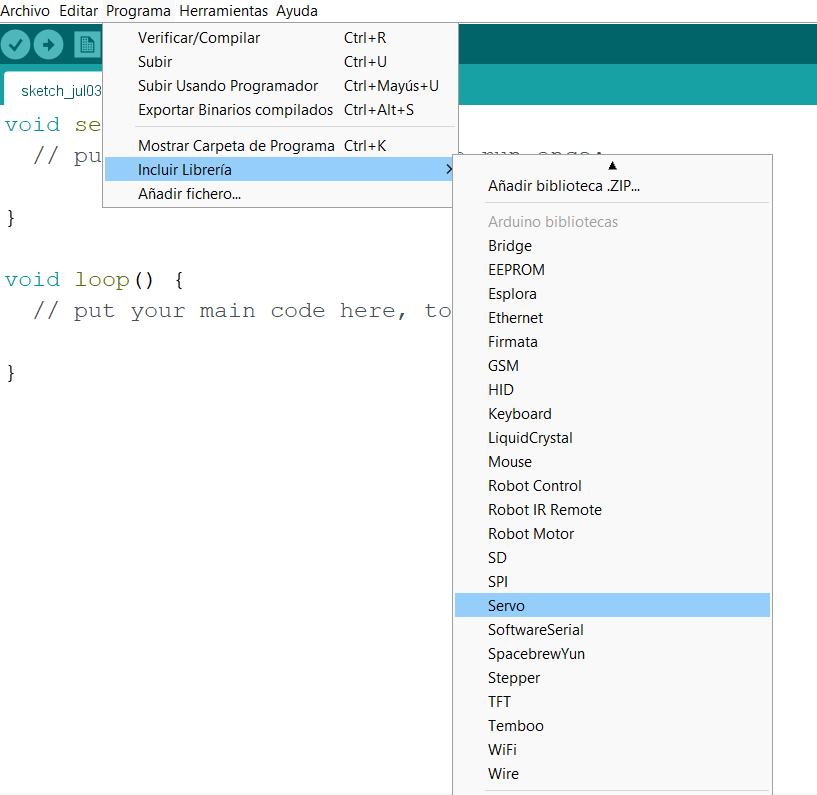 Archivo Editar Programa Herramientas Ayuda
Verificar/Compilar Ctrl+R
Subir Ctrl+U
Subir Usando Programador Ctrl+Mayús+U
Exportar Binarios compilados Ctrl+Alt+S
Mostrar Carpeta de Programa Ctrl+K
Incluir Librería
Añadir fichero...
sketch_jul03
void se
// pu
}
void loop() {
// put your main code here, to
}
Añadir biblioteca .ZIP...
Arduino bibliotecas
Bridge
EEPROM
Esplora
Ethernet
Firmata
GSM
HID
Keyboard
LiquidCrystal
Mouse
Robot Control
Robot IR Remote
Robot Motor
SD
SPI
Servo
SoftwareSerial
SpacebrewYun
Stepper
TFT
Temboo
WiFi
Wire